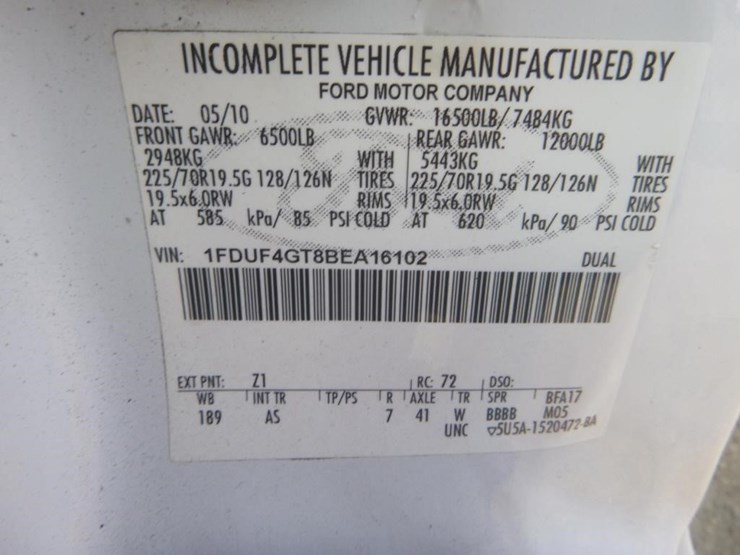 INCOMPLETE VEHICLE MANUFACTURED BY
FORD MOTOR COMPANY
DATE: 05/10 GVWR: 16500LB/ 7484KG
FRONT GAWR: 6500LB REAR GAWR: 12000LB
2948KG WITH 5443KG WITH
225/70R19.5G 128/126N TIRES 225/70R19.5G 128/126N TIRES
19.5x6.0RW RIMS 19.5x6.0RW RIMS
AT 585 kPa/ 85 PSI COLD AT 620 kPa/ 90 PSI COLD
VIN: 1FDUF4GT8BEA16102 DUAL
EXT PNT: Z1 RC: 72 DSO:
WB INT TR TP/PS R AXLE TR SPR BFA17
189 AS 7 41 W BBBB M05
UNC ▽5U5A-1520472-BA